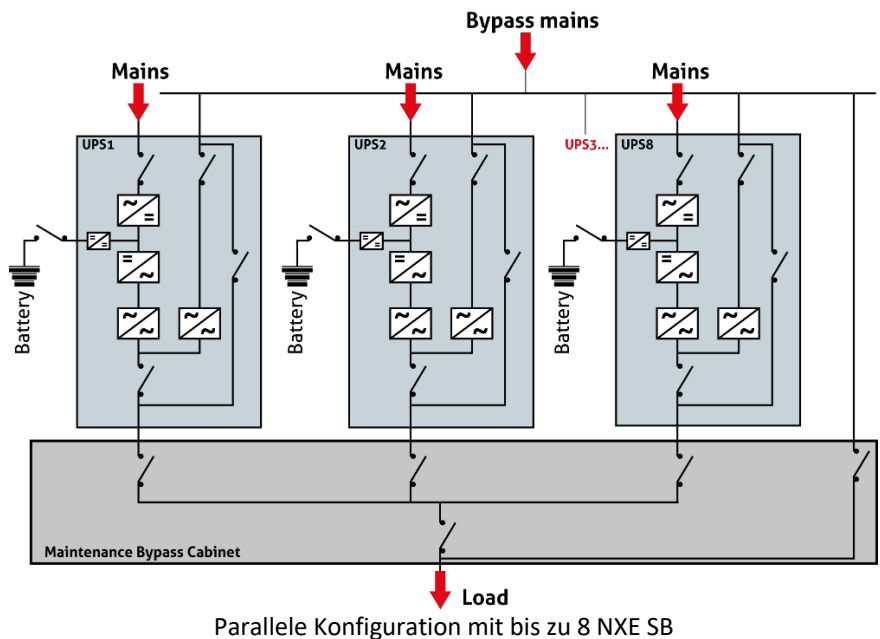 Bypass mains
Mains
Mains
Mains
UPS1
UPS2
UPS3...
UPS8
Battery
Battery
Battery
Maintenance Bypass Cabinet
Load
Parallele Konfiguration mit bis zu 8 NXE SB